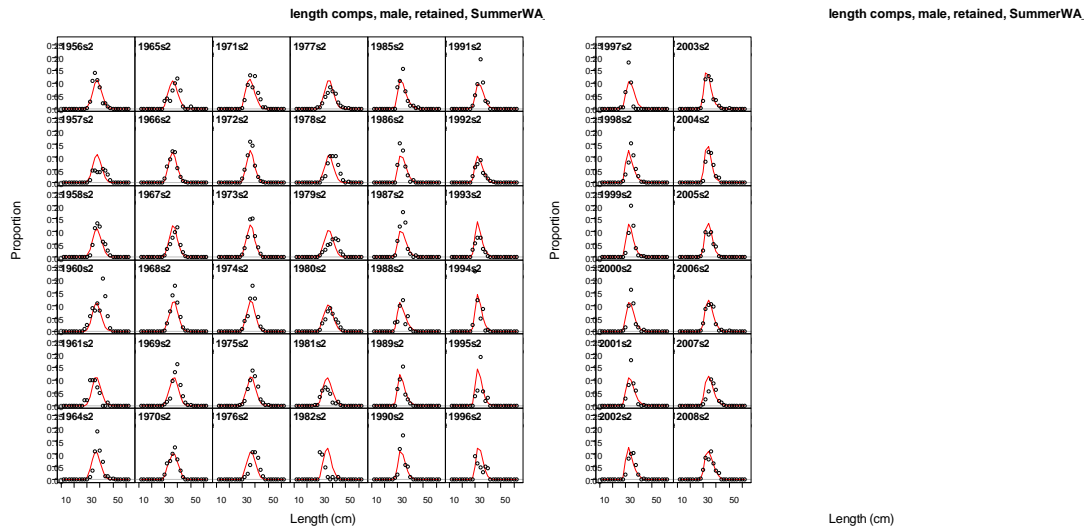 length comps, male, retained, SummerWA_
length comps, male, retained, SummerWA_
1956s2 1965s2 1971s2 1977s2 1985s2 1991s2
1957s2 1966s2 1972s2 1978s2 1986s2 1992s2
1958s2 1967s2 1973s2 1979s2 1987s2 1993s2
1960s2 1968s2 1974s2 1980s2 1988s2 1994s2
1961s2 1969s2 1975s2 1981s2 1989s2 1995s2
1964s2 1970s2 1976s2 1982s2 1990s2 1996s2
10 30 50 10 30 50 10 30 50 10 30 50 10 30 50 10 30 50
Proportion
Length (cm)
1997s2 2003s2
1998s2 2004s2
1999s2 2005s2
2000s2 2006s2
2001s2 2007s2
2002s2 2008s2
10 30 50 10 30 50
Proportion
Length (cm)